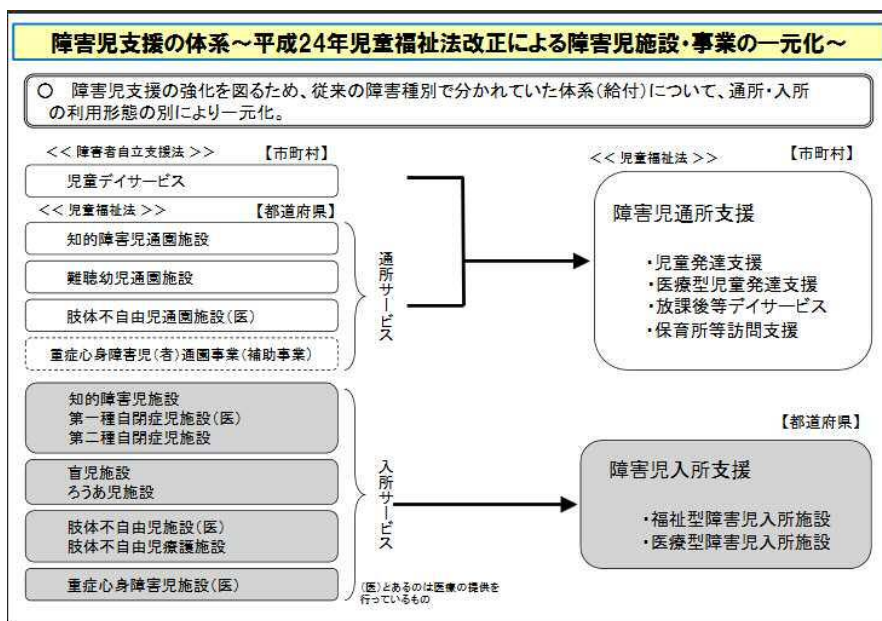 障害児支援の体系～平成24年児童福祉法改正による障害児施設・事業の一元化～
○　障害児支援の強化を図るため、従来の障害種別で分かれていた体系(給付)について、通所・入所
の利用形態の別により一元化。
<< 障害者自立支援法 >>　【市町村】
児童デイサービス
<< 児童福祉法 >>　【都道府県】
知的障害児通園施設
難聴幼児通園施設
肢体不自由児通園施設(医)
重症心身障害児(者)通園事業(補助事業)
通所サービス
<< 児童福祉法 >>　【市町村】
障害児通所支援
・児童発達支援
・医療型児童発達支援
・放課後等デイサービス
・保育所等訪問支援
知的障害児施設
第一種自閉症児施設(医)
第二種自閉症児施設
盲児施設
ろうあ児施設
肢体不自由児施設(医)
肢体不自由児療護施設
重症心身障害児施設(医)
入所サービス
(医)とあるのは医療の提供を
行っているもの
【都道府県】
障害児入所支援
・福祉型障害児入所施設
・医療型障害児入所施設